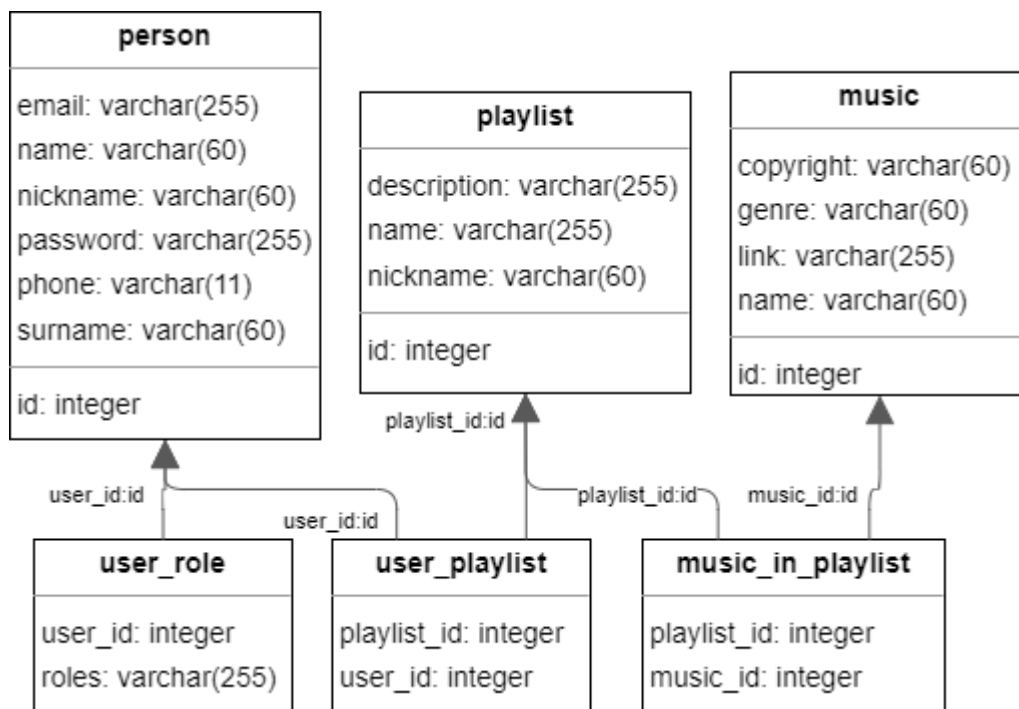 person
email: varchar(255)
name: varchar(60)
nickname: varchar(60)
password: varchar(255)
phone: varchar(11)
surname: varchar(60)
id: integer
playlist
description: varchar(255)
name: varchar(255)
nickname: varchar(60)
id: integer
music
copyright: varchar(60)
genre: varchar(60)
link: varchar(255)
name: varchar(60)
id: integer
playlist_id:id
user_id:id
user_id:id
playlist_id:id
music_id:id
user_role
user_id: integer
roles: varchar(255)
user_playlist
playlist_id: integer
user_id: integer
music_in_playlist
playlist_id: integer
music_id: integer